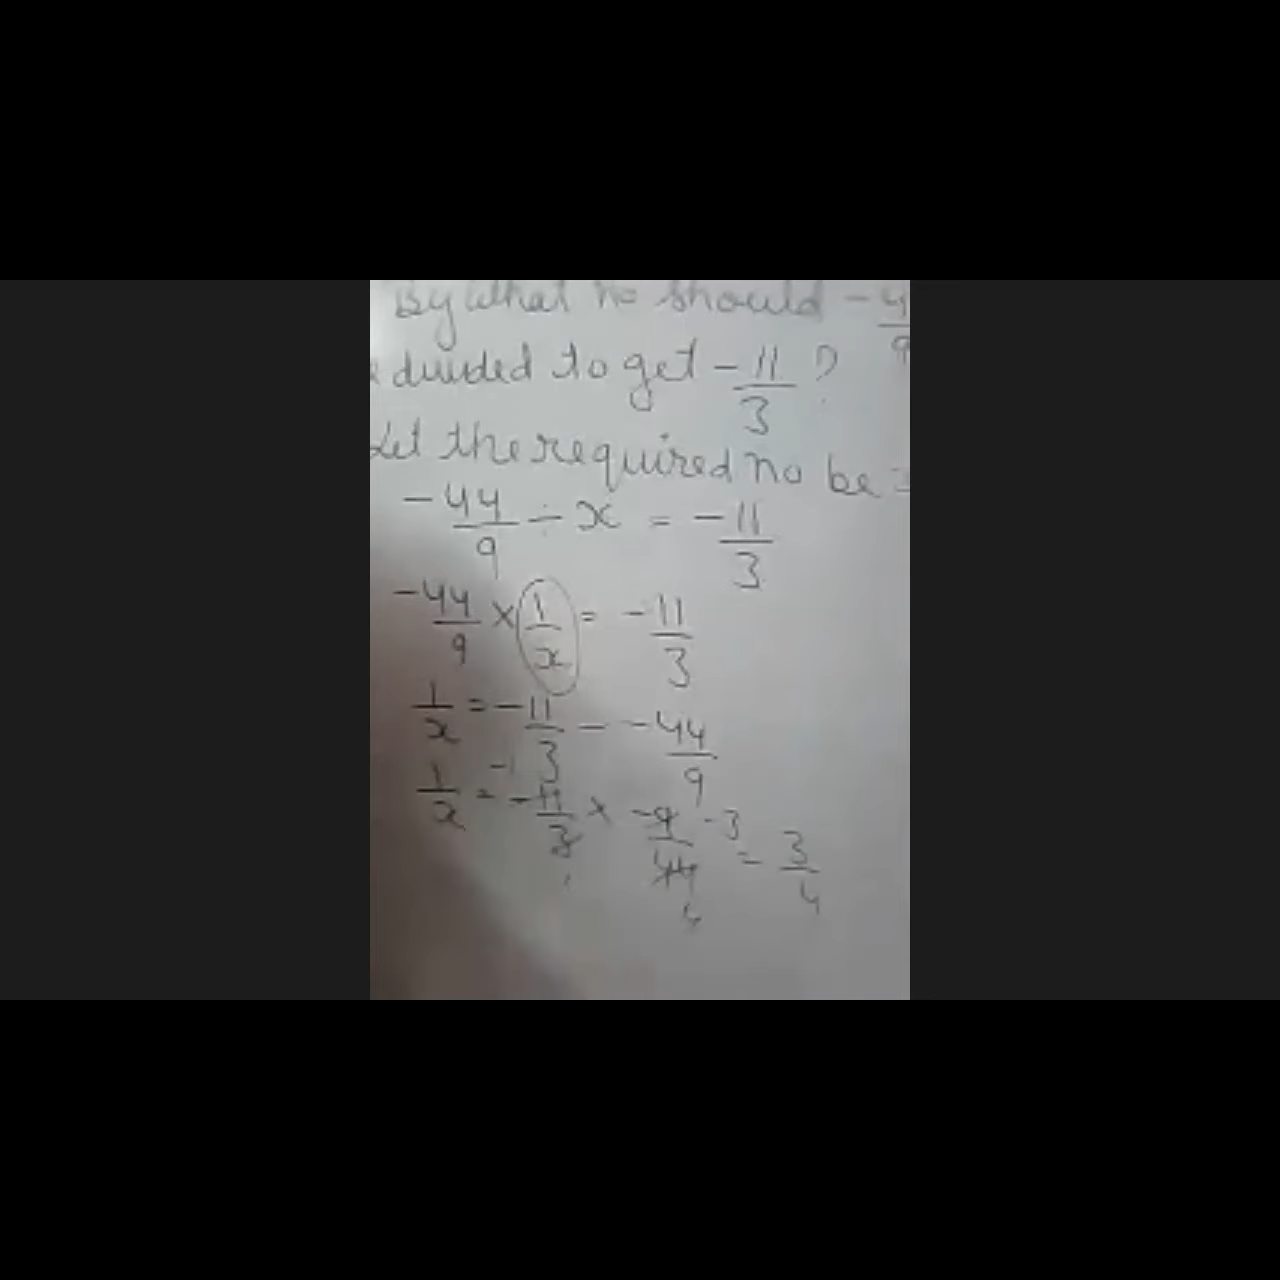 By what no should -4/9
e divided to get -11/3 ?
Let the required no be
-44/9 ÷ x = -11/3
-44/9 × 1/x = -11/3
1/x = -11/3 - -44/9
1/x = -11/3 × -9/44 = 3/4